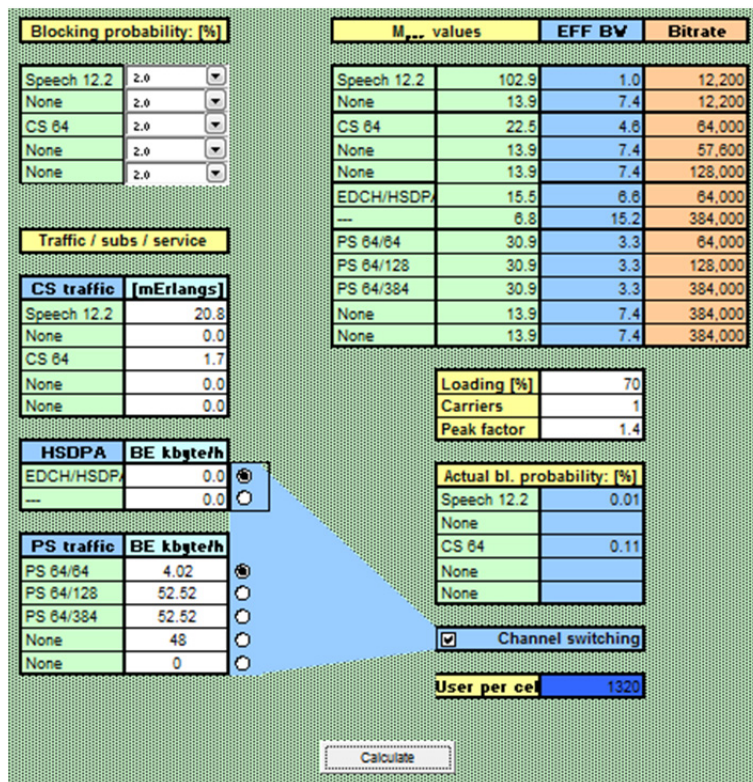 Blocking probability: [%]
Speech 12.2 2.0
None 2.0
CS 64 2.0
None 2.0
None 2.0
Traffic / subs / service
CS traffic [mErlangs]
Speech 12.2 20.8
None 0.0
CS 64 1.7
None 0.0
None 0.0
HSDPA BE kbyte/h
EDCH/HSDPA 0.0
--- 0.0
PS traffic BE kbyte/h
PS 64/64 4.02
PS 64/128 52.52
PS 64/384 52.52
None 48
None 0
values EFF BW Bitrate
Speech 12.2 102.9 1.0 12,200
None 13.9 7.4 12,200
CS 64 22.5 4.6 64,000
None 13.9 7.4 57,600
None 13.9 7.4 128,000
EDCH/HSDPA 15.5 6.6 64,000
--- 6.8 15.2 384,000
PS 64/64 30.9 3.3 64,000
PS 64/128 30.9 3.3 128,000
PS 64/384 30.9 3.3 384,000
None 13.9 7.4 384,000
None 13.9 7.4 384,000
Loading [%] 70
Carriers 1
Peak factor 1.4
Actual bl. probability: [%]
Speech 12.2 0.01
None
CS 64 0.11
None
None
Channel switching
User per cel 1320
Calculate